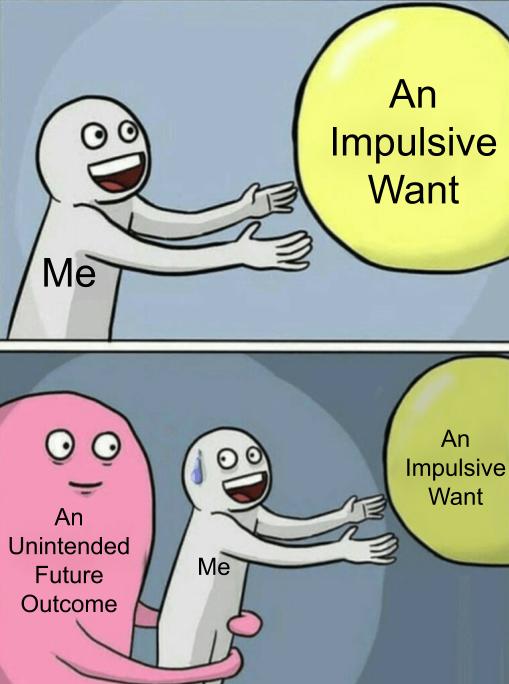 An
Impulsive
Want
Me
An
Impulsive
Want
An
Unintended
Future
Outcome
Me